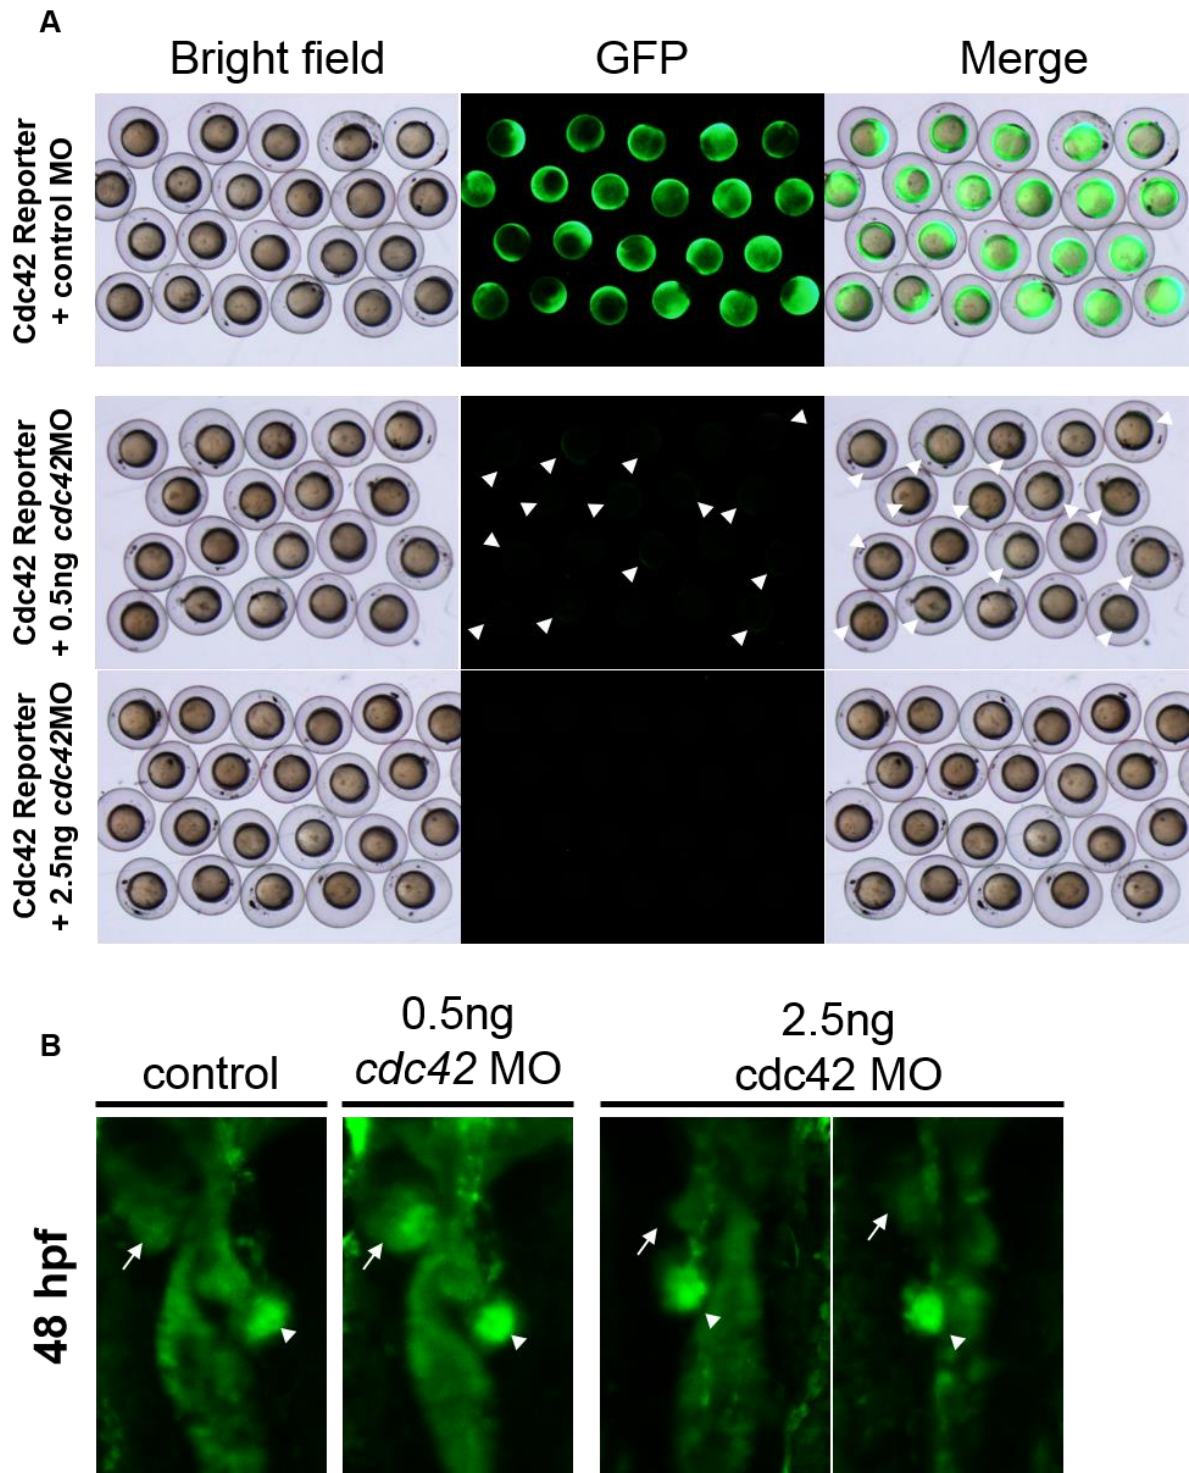 A
Bright field
GFP
Merge
Cdc42 Reporter
+ control MO
Cdc42 Reporter
+ 0.5ng cdc42MO
Cdc42 Reporter
+ 2.5ng cdc42MO
B
control
0.5ng
cdc42 MO
2.5ng
cdc42 MO
48 hpf